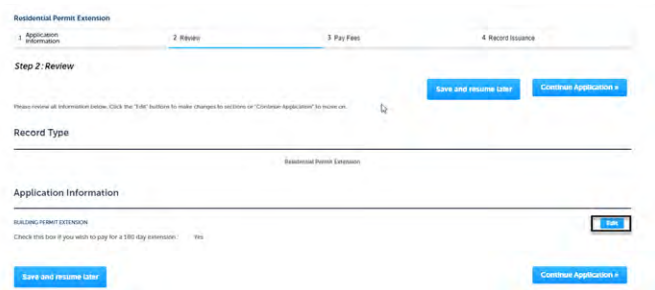 Residential Permit Extension
1 Application Information
2 Review
3 Pay Fees
4 Record Issuance
Step 2: Review
Save and resume later
Continue Application »
Please review all information below. Click the "Edit" buttons to make changes to sections or "Continue Application" to move on.
Record Type
Residential Permit Extension
Application Information
BUILDING PERMIT EXTENSION
Edit
Check this box if you wish to pay for a 180 day extension: Yes
Save and resume later
Continue Application »